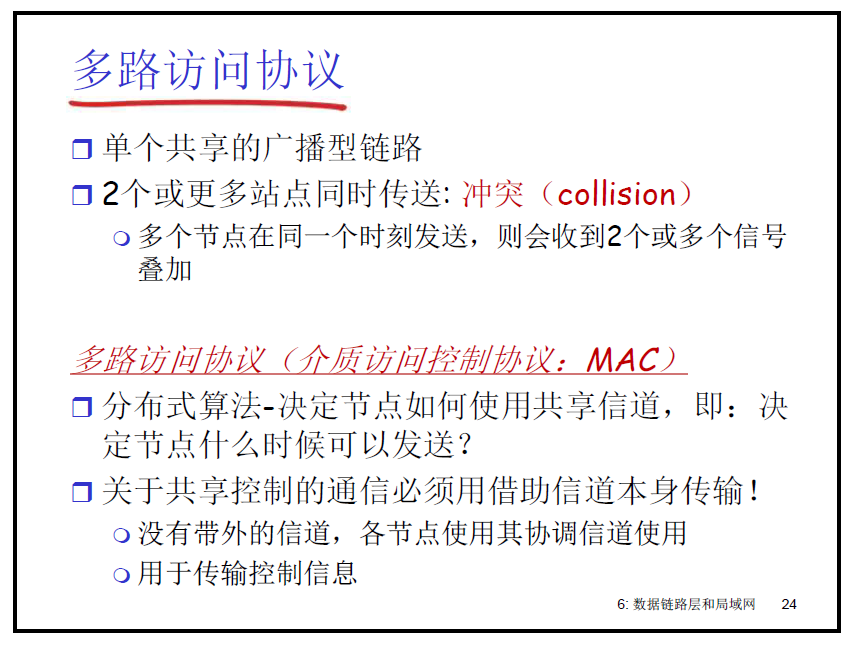 多路访问协议
单个共享的广播型链路
2个或更多站点同时传送: 冲突（collision）
多个节点在同一个时刻发送，则会收到2个或多个信号
叠加
多路访问协议（介质访问控制协议：MAC）
分布式算法-决定节点如何使用共享信道，即：决
定节点什么时候可以发送？
关于共享控制的通信必须用借助信道本身传输！
没有带外的信道，各节点使用其协调信道使用
用于传输控制信息
6: 数据链路层和局域网 24